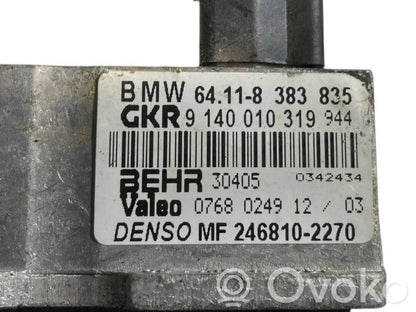 BMW 64.11-8 383 835
GKR 9 140 010 319 944
BEHR 30405 0342434
Valeo 0768 0249 12 / 03
DENSO MF 246810-2270
Ovoko